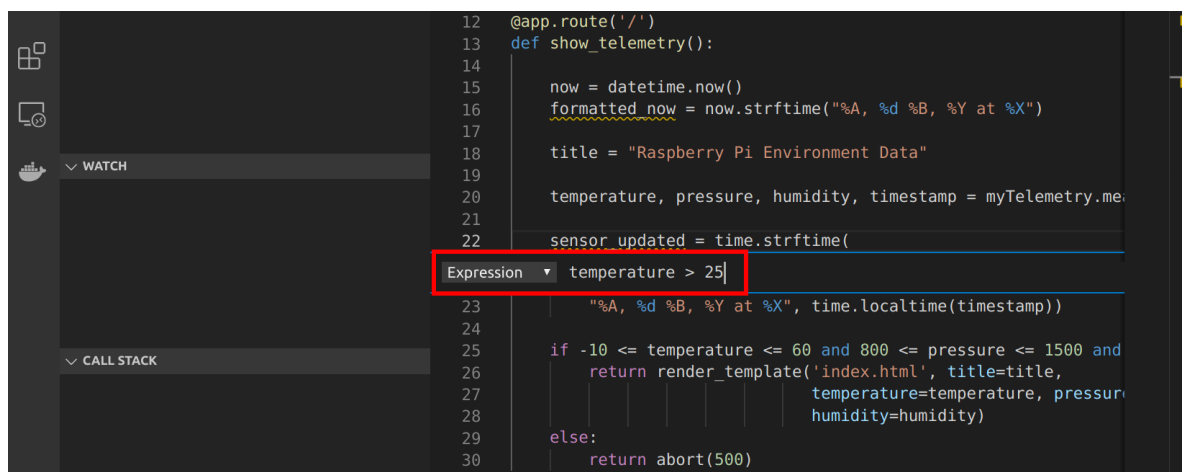 12 @app.route('/')
13 def show_telemetry():
14
15 now = datetime.now()
16 formatted_now = now.strftime("%A, %d %B, %Y at %X")
17
WATCH
18 title = "Raspberry Pi Environment Data"
19
20 temperature, pressure, humidity, timestamp = myTelemetry.mea
21
22 sensor_updated = time.strftime(
Expression temperature > 25
23 "%A, %d %B, %Y at %X", time.localtime(timestamp))
24
25 if -10 <= temperature <= 60 and 800 <= pressure <= 1500 and
CALL STACK
26 return render_template('index.html', title=title,
27 temperature=temperature, pressur
28 humidity=humidity)
29 else:
30 return abort(500)